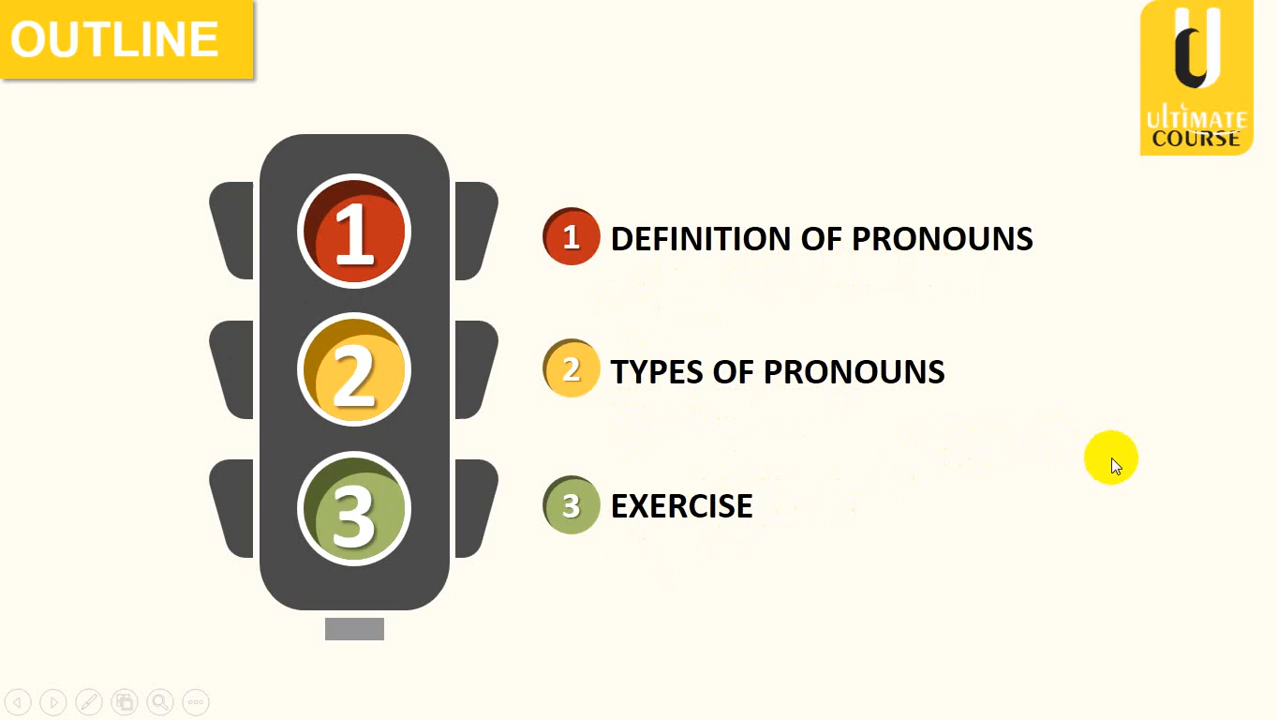 OUTLINE
ULTIMATE
COURSE
1
1 DEFINITION OF PRONOUNS
2
2 TYPES OF PRONOUNS
3
3 EXERCISE